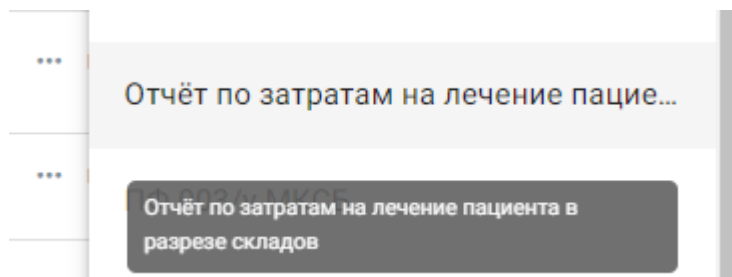 Отчёт по затратам на лечение пацие...
Отчёт по затратам на лечение пациента в
разрезе складов